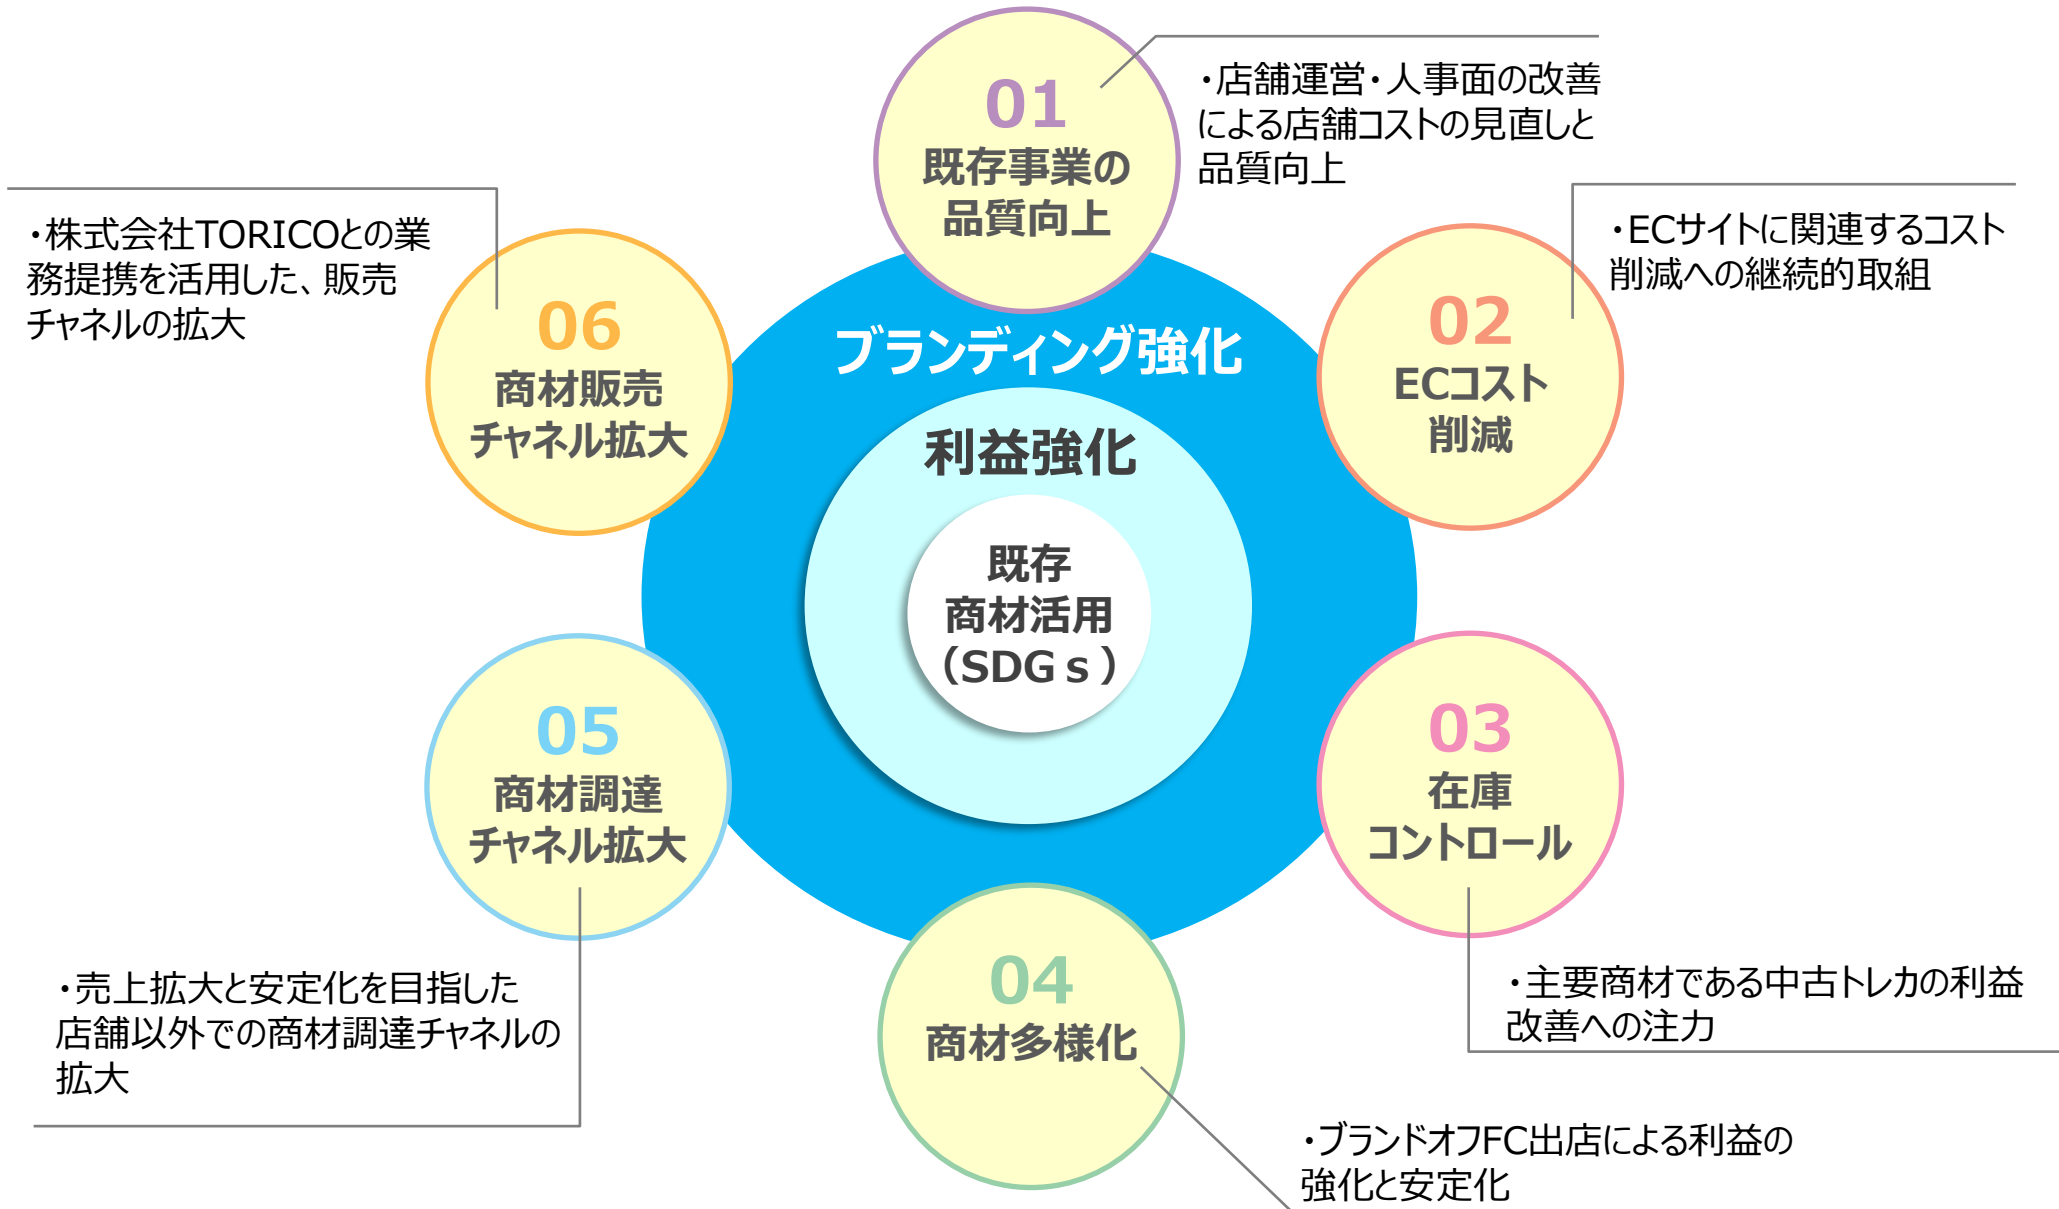 01
既存事業の
品質向上
・店舗運営・人事面の改善
による店舗コストの見直しと
品質向上
02
ECコスト
削減
・ECサイトに関連するコスト
削減への継続的取組
03
在庫
コントロール
・主要商材である中古トレカの利益
改善への注力
04
商材多様化
・ブランドオフFC出店による利益の
強化と安定化
05
商材調達
チャネル拡大
・売上拡大と安定化を目指した
店舗以外での商材調達チャネルの
拡大
06
商材販売
チャネル拡大
・株式会社TORICOとの業
務提携を活用した、販売
チャネルの拡大
ブランディング強化
利益強化
既存
商材活用
（SDGｓ）